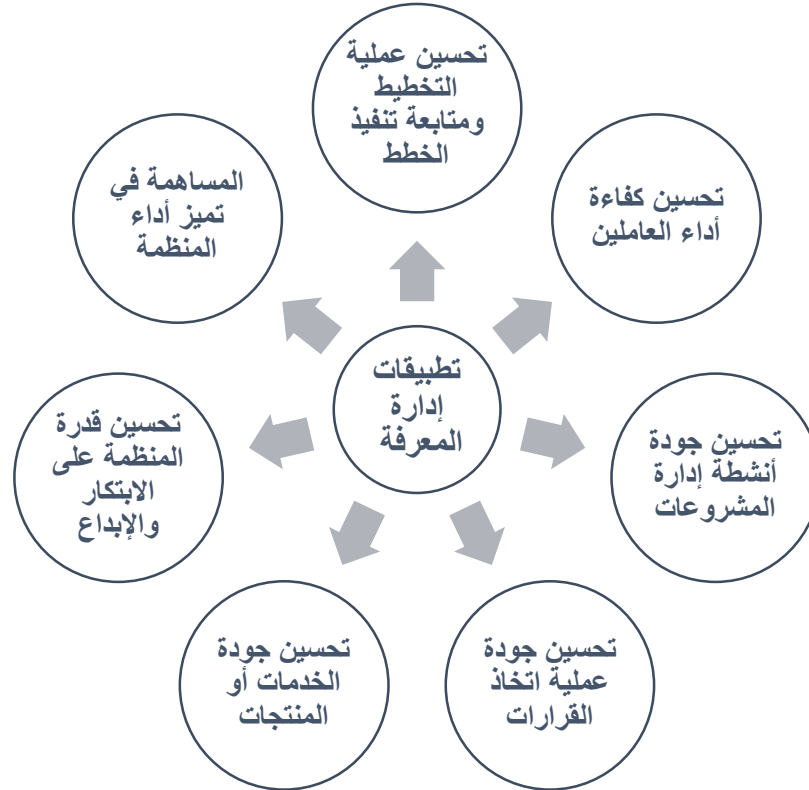 تحسين عملية
التخطيط
ومتابعة تنفيذ
الخطط
تحسين كفاءة
أداء العاملين
تحسين جودة
أنشطة إدارة
المشروعات
تحسين جودة
عملية اتخاذ
القرارات
تحسين جودة
الخدمات أو
المنتجات
تحسين قدرة
المنظمة على
الابتكار
والإبداع
المساهمة في
تميز أداء
المنظمة
تطبيقات
إدارة
المعرفة